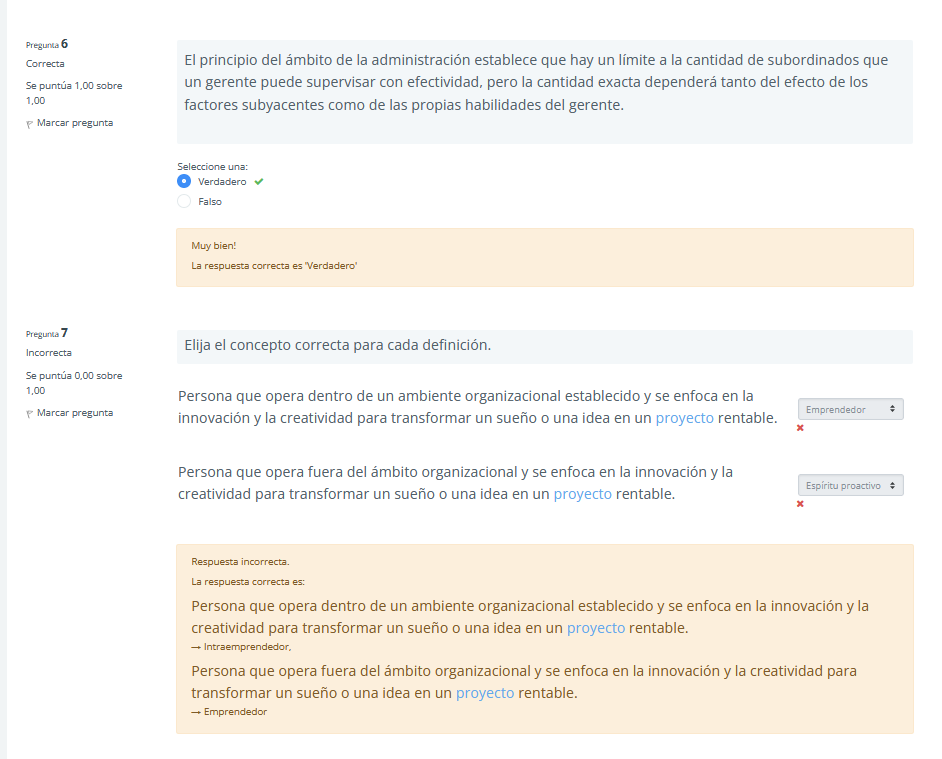 Pregunta 6
Correcta
Se puntúa 1,00 sobre
1,00
Marcar pregunta
El principio del ámbito de la administración establece que hay un límite a la cantidad de subordinados que
un gerente puede supervisar con efectividad, pero la cantidad exacta dependerá tanto del efecto de los
factores subyacentes como de las propias habilidades del gerente.
Seleccione una:
Verdadero
Falso
Muy bien!
La respuesta correcta es 'Verdadero'
Pregunta 7
Incorrecta
Se puntúa 0,00 sobre
1,00
Marcar pregunta
Elija el concepto correcta para cada definición.
Persona que opera dentro de un ambiente organizacional establecido y se enfoca en la
innovación y la creatividad para transformar un sueño o una idea en un proyecto rentable.
Emprendedor
Persona que opera fuera del ámbito organizacional y se enfoca en la innovación y la
creatividad para transformar un sueño o una idea en un proyecto rentable.
Espíritu proactivo
Respuesta incorrecta.
La respuesta correcta es:
Persona que opera dentro de un ambiente organizacional establecido y se enfoca en la innovación y la
creatividad para transformar un sueño o una idea en un proyecto rentable.
→ Intraemprendedor,
Persona que opera fuera del ámbito organizacional y se enfoca en la innovación y la creatividad para
transformar un sueño o una idea en un proyecto rentable.
→ Emprendedor